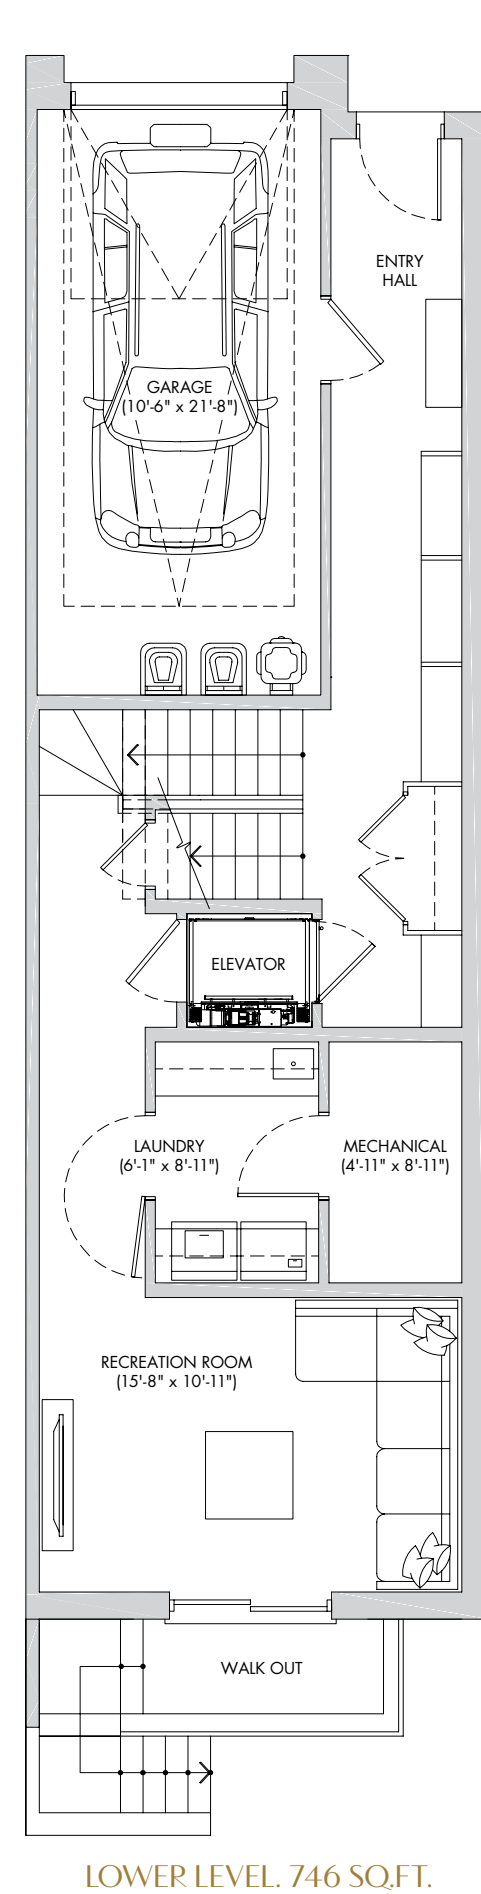 ENTRY
HALL
GARAGE
(10'-6" x 21'-8")
ELEVATOR
LAUNDRY
(6'-1" x 8'-11")
MECHANICAL
(4'-11" x 8'-11")
RECREATION ROOM
(15'-8" x 10'-11")
WALK OUT
LOWER LEVEL. 746 SQ.FT.